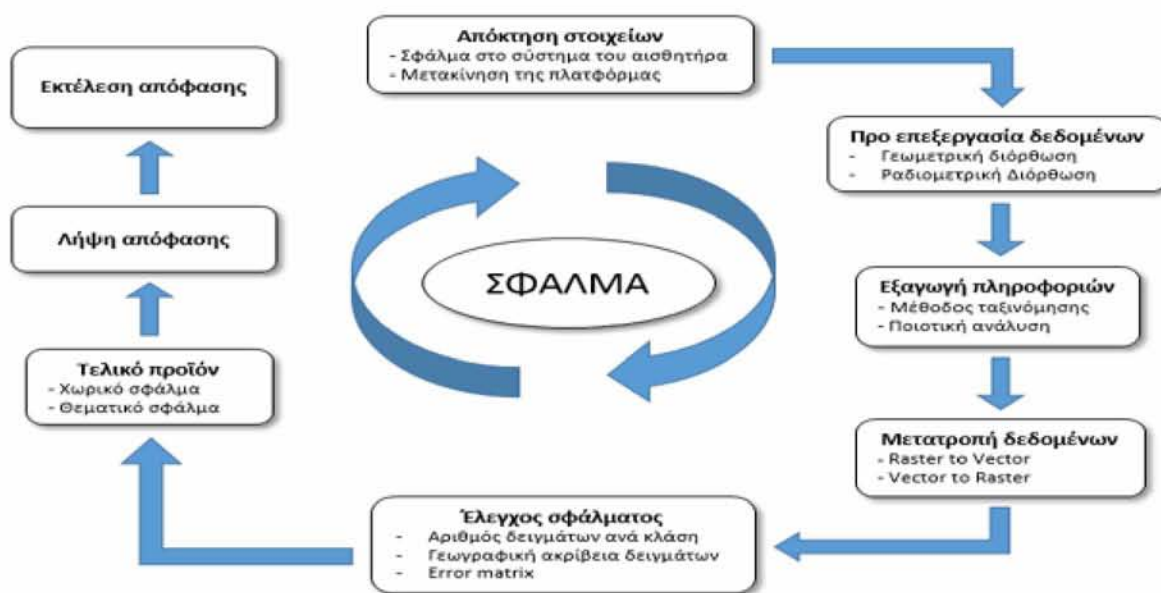 Απόκτηση στοιχείων
- Σφάλμα στο σύστημα του αισθητήρα
- Μετακίνηση της πλατφόρμας
Προ επεξεργασία δεδομένων
- Γεωμετρική διόρθωση
- Ραδιομετρική Διόρθωση
Εξαγωγή πληροφοριών
- Μέθοδος ταξινόμησης
- Ποιοτική ανάλυση
Μετατροπή δεδομένων
- Raster to Vector
- Vector to Raster
Έλεγχος σφάλματος
- Αριθμός δειγμάτων ανά κλάση
- Γεωγραφική ακρίβεια δειγμάτων
- Error matrix
Τελικό προϊόν
- Χωρικό σφάλμα
- Θεματικό σφάλμα
Λήψη απόφασης
Εκτέλεση απόφασης
ΣΦΑΛΜΑ